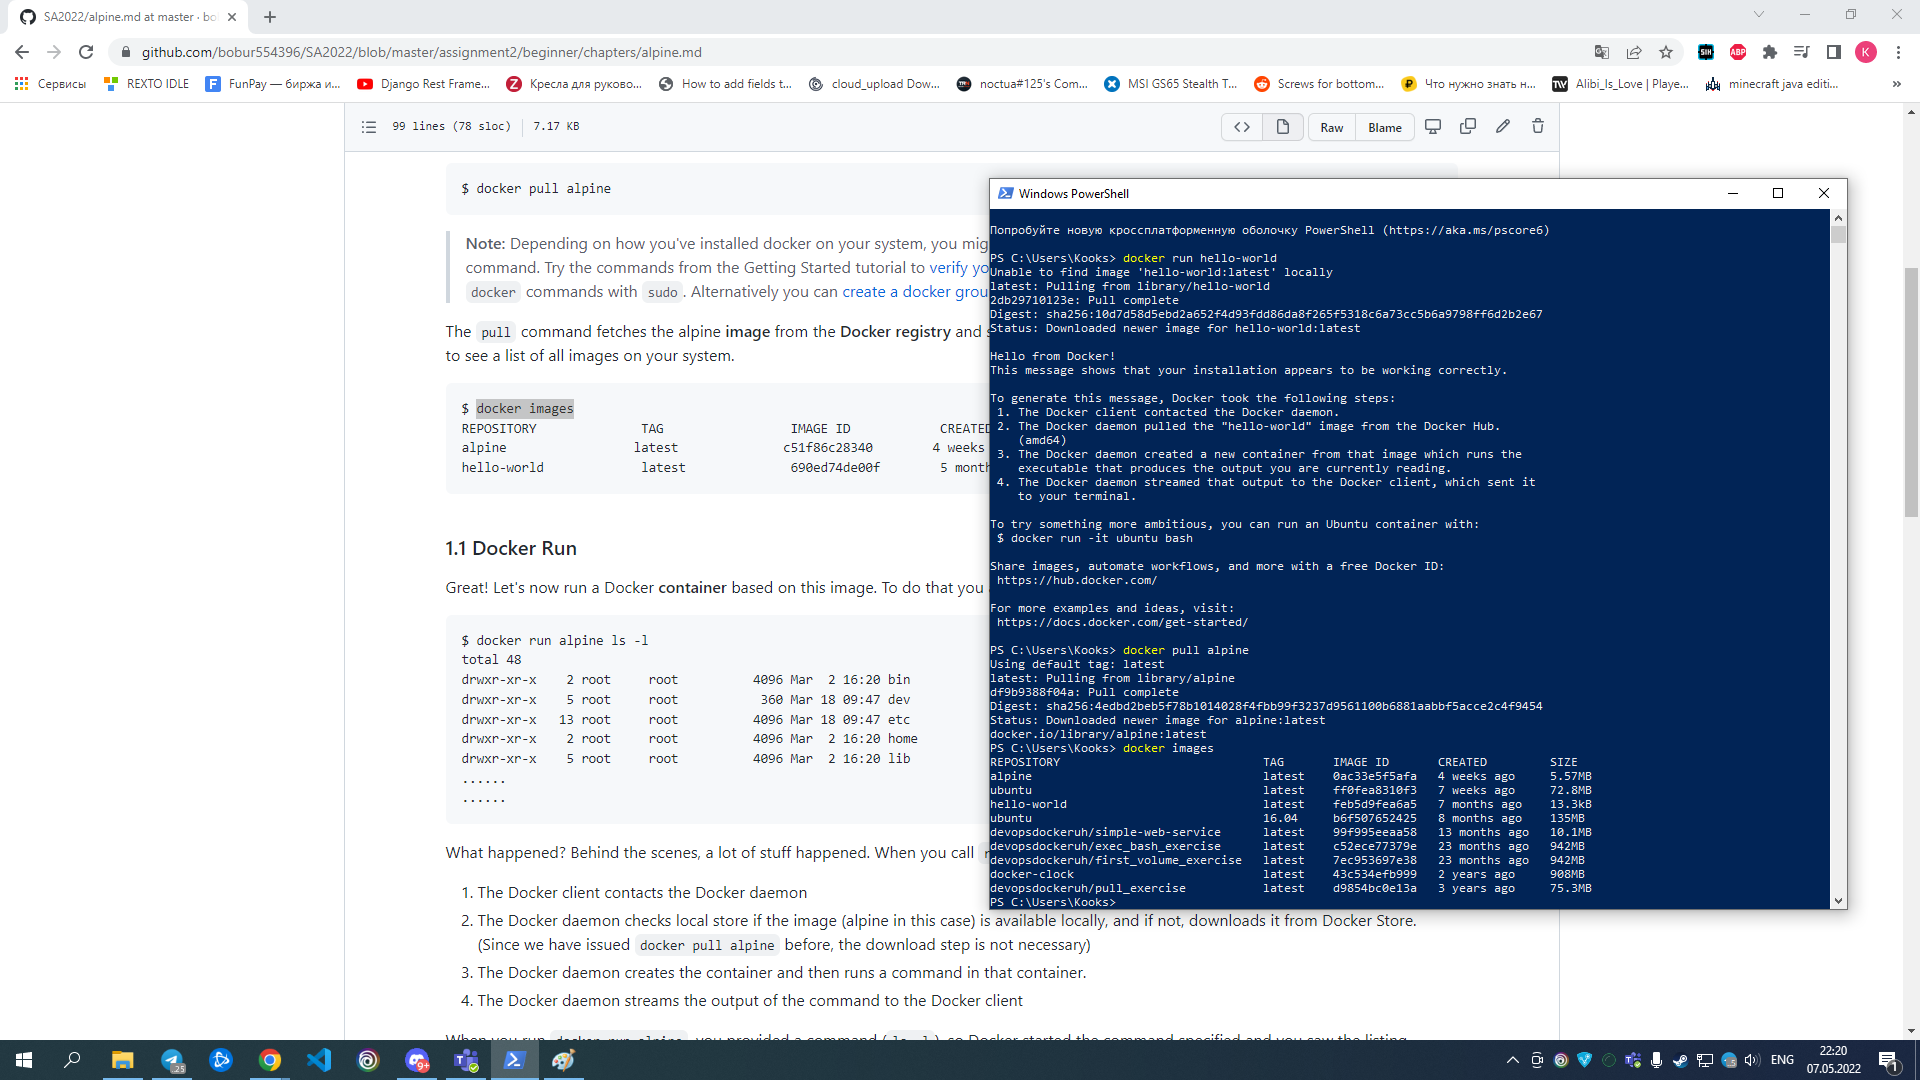 SA2022/alpine.md at master · bo
github.com/bobur554396/SA2022/blob/master/assignment2/beginner/chapters/alpine.md
SIH
ABP
K
Сервисы
REXTO IDLE
FunPay — биржа и...
Django Rest Frame...
Кресла для руково...
How to add fields t...
cloud_upload Dow...
noctua#125's Com...
MSI GS65 Stealth T...
Screws for bottom...
Что нужно знать н...
Alibi_Is_Love | Playe...
minecraft java editi...
»
99 lines (78 sloc)
7.17 KB
Raw
Blame
$ docker pull alpine
Note: Depending on how you've installed docker on your system, you mig
command. Try the commands from the Getting Started tutorial to verify yo
docker commands with sudo. Alternatively you can create a docker grou
The pull command fetches the alpine image from the Docker registry and s
to see a list of all images on your system.
$ docker images
REPOSITORY TAG IMAGE ID CREATED
alpine latest c51f86c28340 4 weeks
hello-world latest 690ed74de00f 5 month
1.1 Docker Run
Great! Let's now run a Docker container based on this image. To do that you
$ docker run alpine ls -l
total 48
drwxr-xr-x 2 root root 4096 Mar 2 16:20 bin
drwxr-xr-x 5 root root 360 Mar 18 09:47 dev
drwxr-xr-x 13 root root 4096 Mar 18 09:47 etc
drwxr-xr-x 2 root root 4096 Mar 2 16:20 home
drwxr-xr-x 5 root root 4096 Mar 2 16:20 lib
......
......
What happened? Behind the scenes, a lot of stuff happened. When you call
1. The Docker client contacts the Docker daemon
2. The Docker daemon checks local store if the image (alpine in this case) is available locally, and if not, downloads it from Docker Store.
(Since we have issued docker pull alpine before, the download step is not necessary)
3. The Docker daemon creates the container and then runs a command in that container.
4. The Docker daemon streams the output of the command to the Docker client
When you run docker run alpine, you provided a command (ls -l), so Docker started the command specified and you saw the listing.
Windows PowerShell
Попробуйте новую кроссплатформенную оболочку PowerShell (https://aka.ms/pscore6)
PS C:\Users\Kooks> docker run hello-world
Unable to find image 'hello-world:latest' locally
latest: Pulling from library/hello-world
2db29710123e: Pull complete
Digest: sha256:10d7d58d5ebd2a652f4d93fdd86da8f265f5318c6a73cc5b6a9798ff6d2b2e67
Status: Downloaded newer image for hello-world:latest
Hello from Docker!
This message shows that your installation appears to be working correctly.
To generate this message, Docker took the following steps:
1. The Docker client contacted the Docker daemon.
2. The Docker daemon pulled the "hello-world" image from the Docker Hub.
(amd64)
3. The Docker daemon created a new container from that image which runs the
executable that produces the output you are currently reading.
4. The Docker daemon streamed that output to the Docker client, which sent it
to your terminal.
To try something more ambitious, you can run an Ubuntu container with:
$ docker run -it ubuntu bash
Share images, automate workflows, and more with a free Docker ID:
https://hub.docker.com/
For more examples and ideas, visit:
https://docs.docker.com/get-started/
PS C:\Users\Kooks> docker pull alpine
Using default tag: latest
latest: Pulling from library/alpine
df9b9388f04a: Pull complete
Digest: sha256:4edbd2beb5f78b1014028f4fbb99f3237d9561100b6881aabbf5acce2c4f9454
Status: Downloaded newer image for alpine:latest
docker.io/library/alpine:latest
PS C:\Users\Kooks> docker images
REPOSITORY TAG IMAGE ID CREATED SIZE
alpine latest 0ac33e5f5afa 4 weeks ago 5.57MB
ubuntu latest ff0fea8310f3 7 weeks ago 72.8MB
hello-world latest feb5d9fea6a5 7 months ago 13.3kB
ubuntu 16.04 b6f507652425 8 months ago 135MB
devopsdockeruh/simple-web-service latest 99f995eeaa58 13 months ago 10.1MB
devopsdockeruh/exec_bash_exercise latest c52ece77379e 23 months ago 942MB
devopsdockeruh/first_volume_exercise latest 7ec953697e38 23 months ago 942MB
docker-clock latest 43c534efb999 2 years ago 908MB
devopsdockeruh/pull_exercise latest d9854bc0e13a 3 years ago 75.3MB
PS C:\Users\Kooks>
.25
9+
ENG
22:20
07.05.2022
1